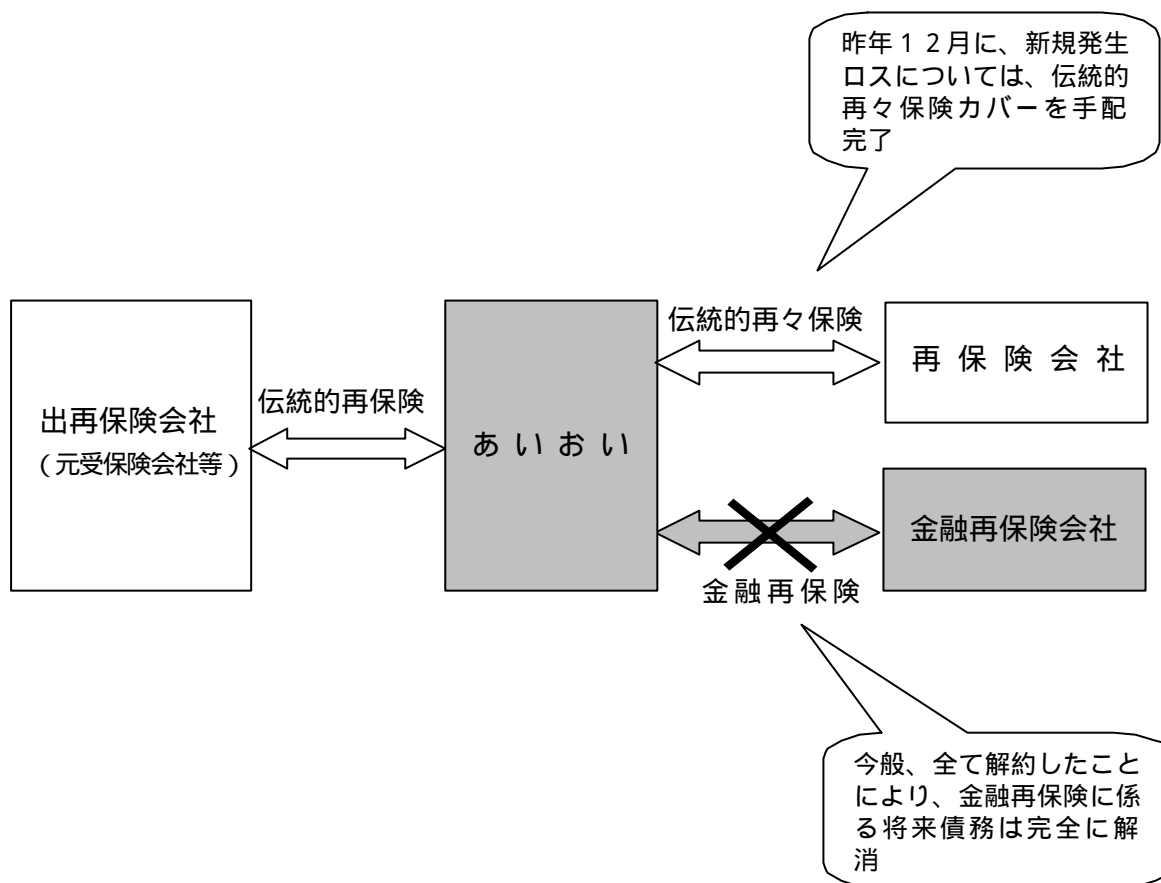 昨年１２月に、新規発生
ロスについては、伝統的
再々保険カバーを手配
完了
伝統的再々保険
再保険会社
出再保険会社
（元受保険会社等）
伝統的再保険
あいおい
金融再保険会社
金融再保険
今般、全て解約したこと
により、金融再保険に係
る将来債務は完全に解
消